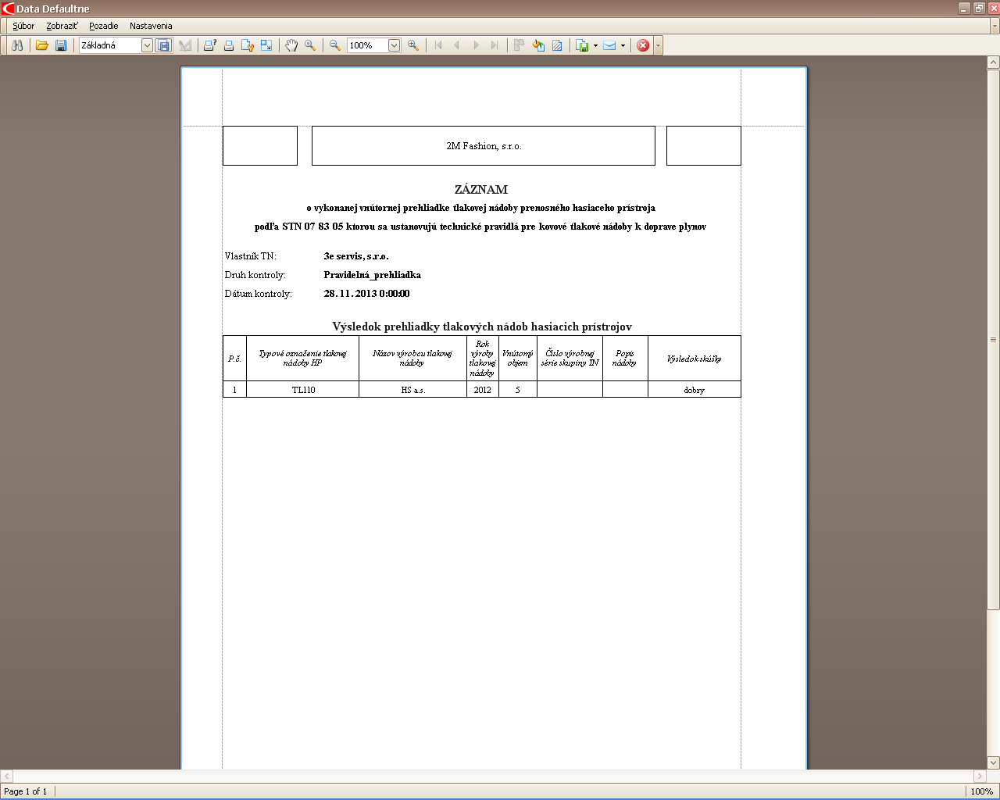 Data Defaultne
Súbor Zobraziť Pozadie Nastavenia
Základná 100%
2M Fashion, s.r.o.
ZÁZNAM
o vykonanej vnútornej prehliadke tlakovej nádoby prenosného hasiaceho prístroja
podľa STN 07 83 05 ktorou sa ustanovujú technické pravidlá pre kovové tlakové nádoby k doprave plynov
Vlastník TN: 3e servis, s.r.o.
Druh kontroly: Pravidelná_prehliadka
Dátum kontroly: 28. 11. 2013 0:00:00
Výsledok prehliadky tlakových nádob hasiacich prístrojov
P.č.
Typové označenie tlakovej
nádoby HP
Názov výrobcu tlakovej
nádoby
Rok
výroby
tlakovej
nádoby
Vnútorný
objem
Číslo výrobnej
série skupiny TN
Popis
nádoby
Výsledok skúšky
1 TL110 HS a.s. 2012 5 dobry
Page 1 of 1 100%